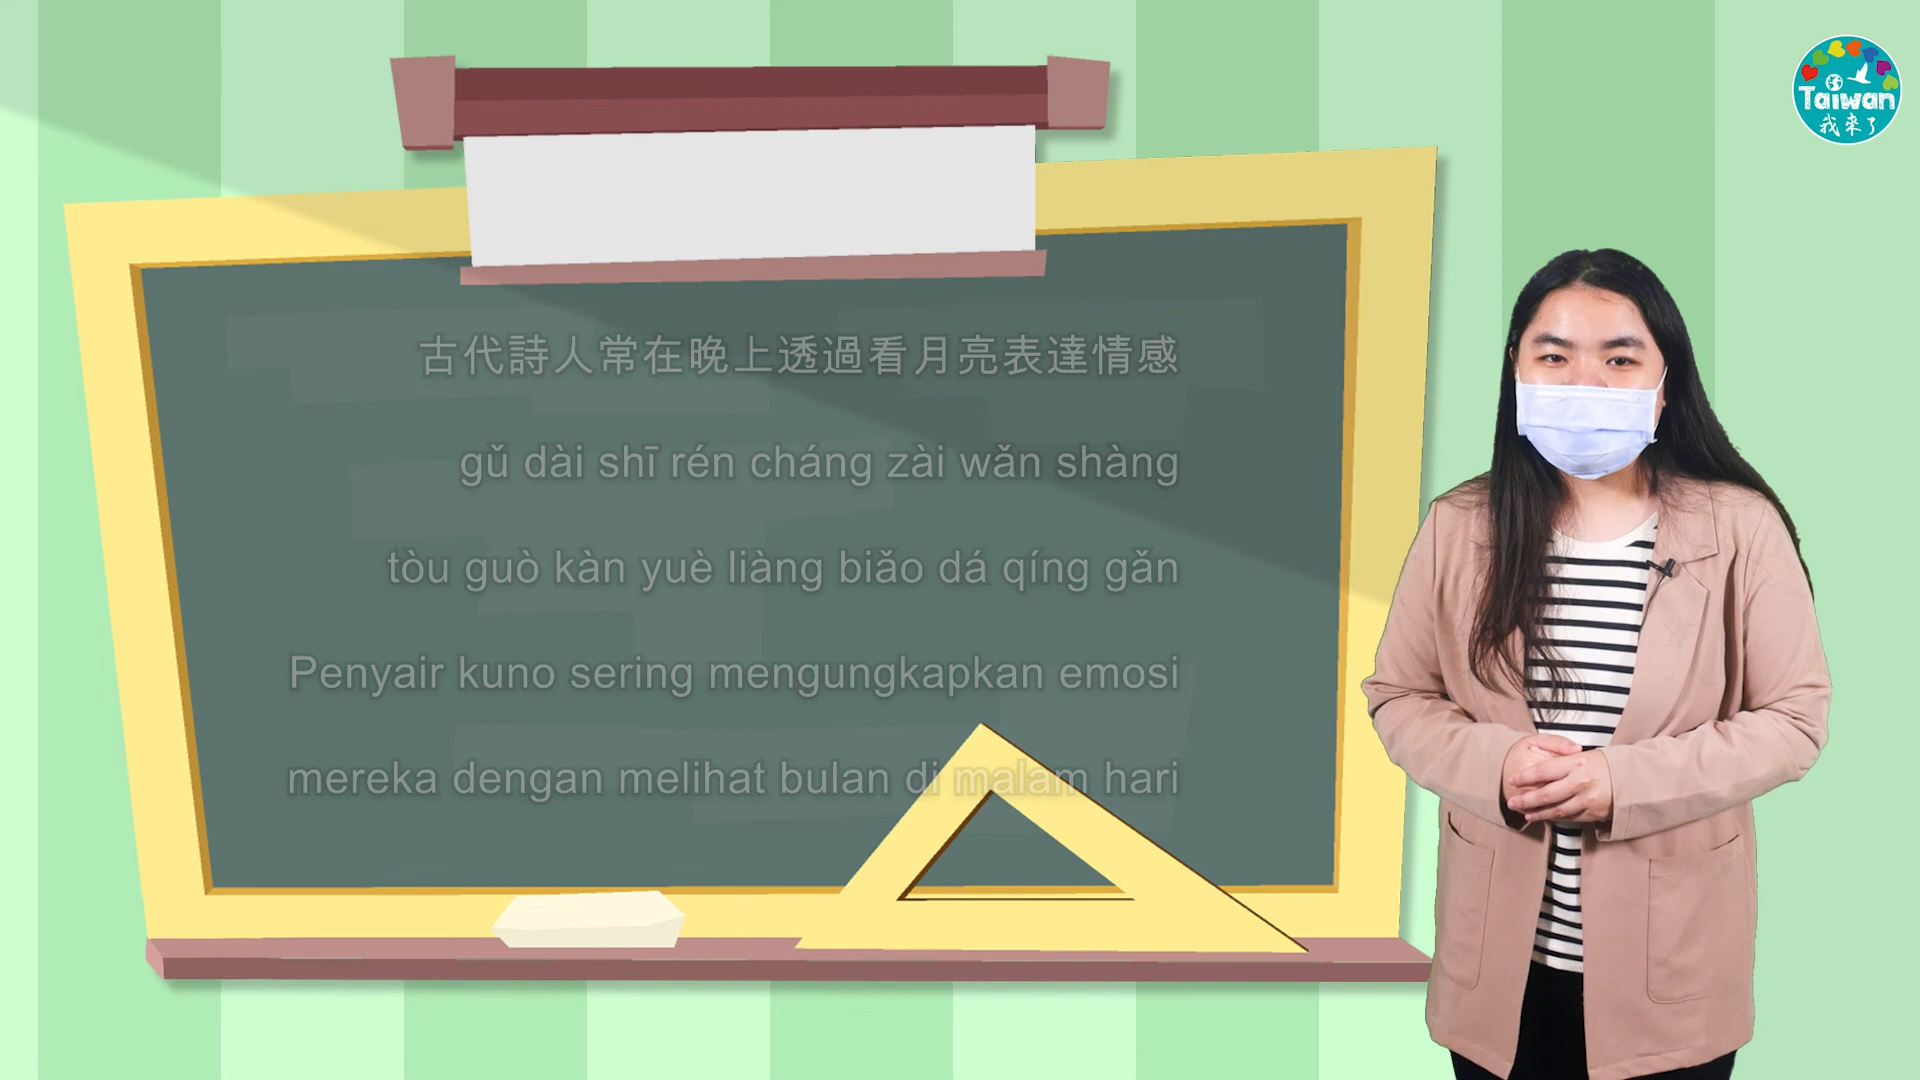 Taiwan
我來了
古代詩人常在晚上透過看月亮表達情感
gǔ dài shī rén cháng zài wǎn shàng
tòu guò kàn yuè liàng biǎo dá qíng gǎn
Penyair kuno sering mengungkapkan emosi
mereka dengan melihat bulan di malam hari